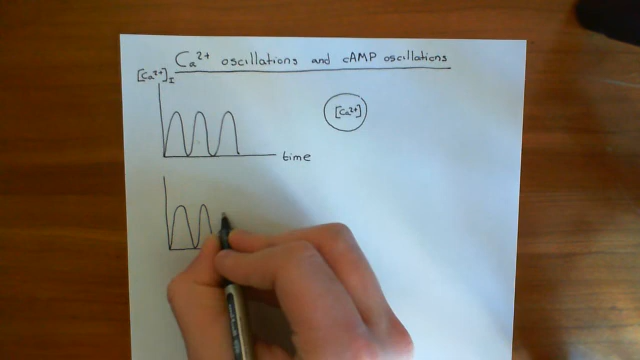 Ca²⁺ oscillations and cAMP oscillations
[Ca²⁺]I
[Ca²⁺]
time